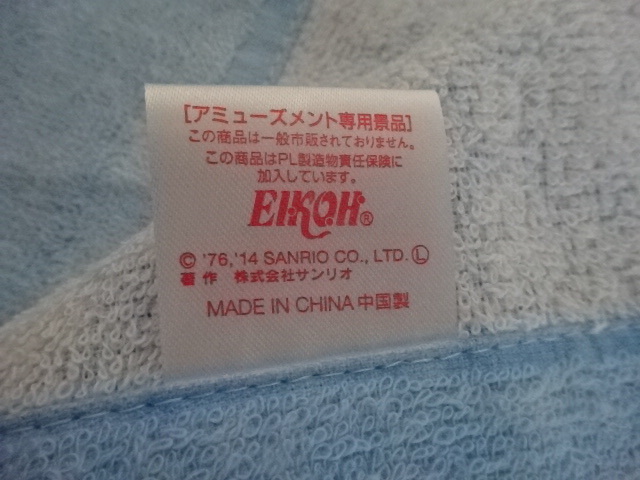 [アミューズメント専用景品]
この商品は一般市販されておりません。
この商品はPL製造物責任保険に
加入しています。
EIKOH®
© '76,'14 SANRIO CO., LTD. Ⓛ
著作 株式会社サンリオ
MADE IN CHINA 中国製